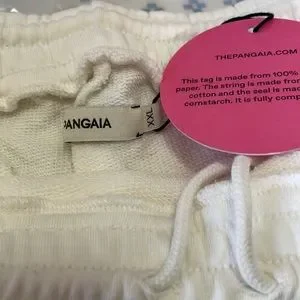 THEPANGAIA.COM
This tag is made from 100%
paper. The string is made from
cotton and the seal is made
cornstarch. It is fully comp
PANGAIA
XXL